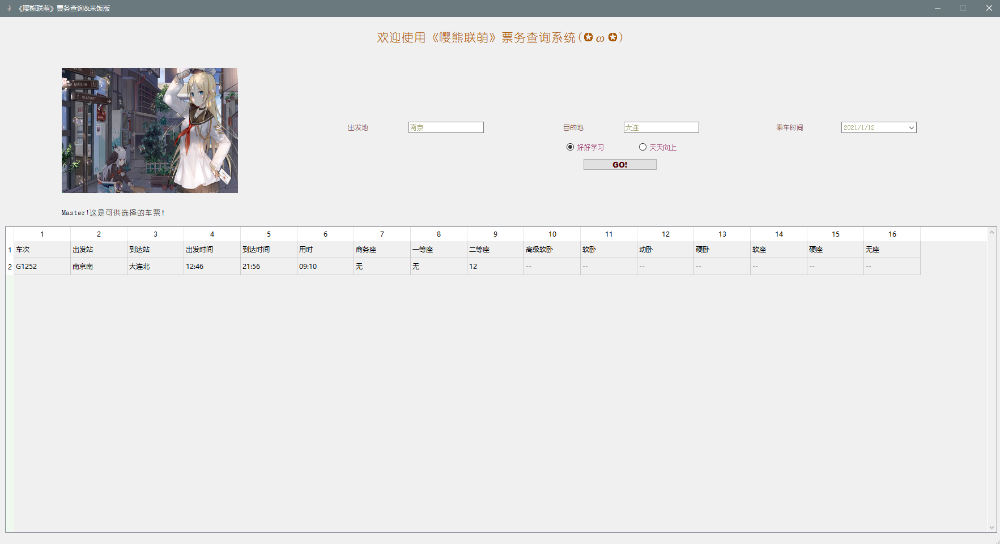 《嘤熊联萌》票务查询&米饭版
欢迎使用《嘤熊联萌》票务查询系统(✪ω✪)
MUSEUM
SEAPORT
出发地 南京 目的地 大连 乘车时间 2021/1/12
好好学习 天天向上
GO!
Master!这是可供选择的车票!
1 2 3 4 5 6 7 8 9 10 11 12 13 14 15 16
1 车次 出发站 到达站 出发时间 到达时间 用时 商务座 一等座 二等座 高级软卧 软卧 动卧 硬卧 软座 硬座 无座
2 G1252 南京南 大连北 12:46 21:56 09:10 无 无 12 -- -- -- -- -- -- --